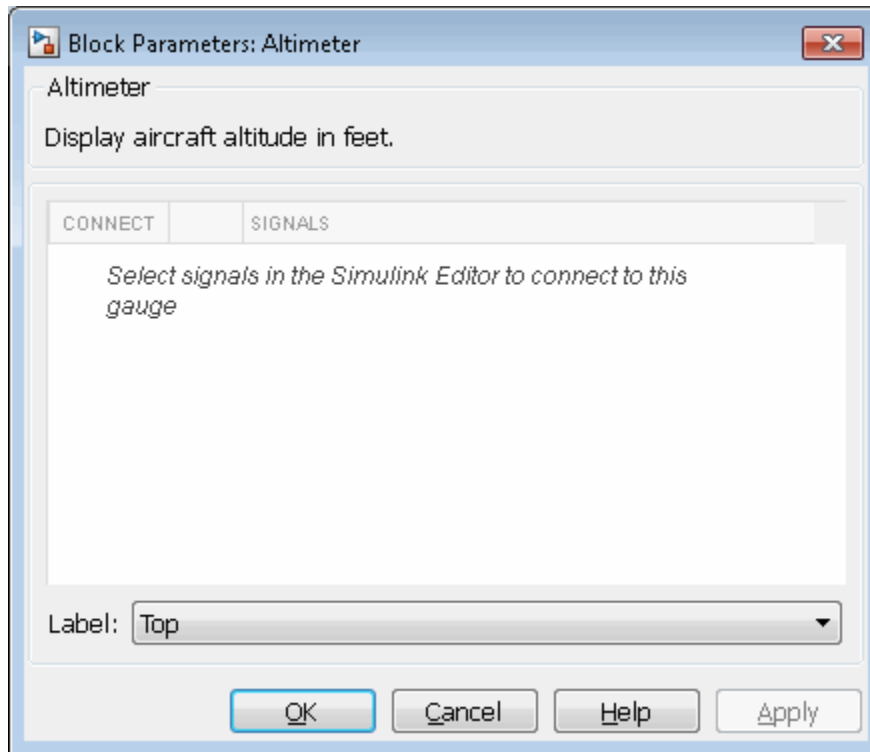 Block Parameters: Altimeter
Altimeter
Display aircraft altitude in feet.
CONNECT SIGNALS
Select signals in the Simulink Editor to connect to this
gauge
Label: Top
OK Cancel Help Apply